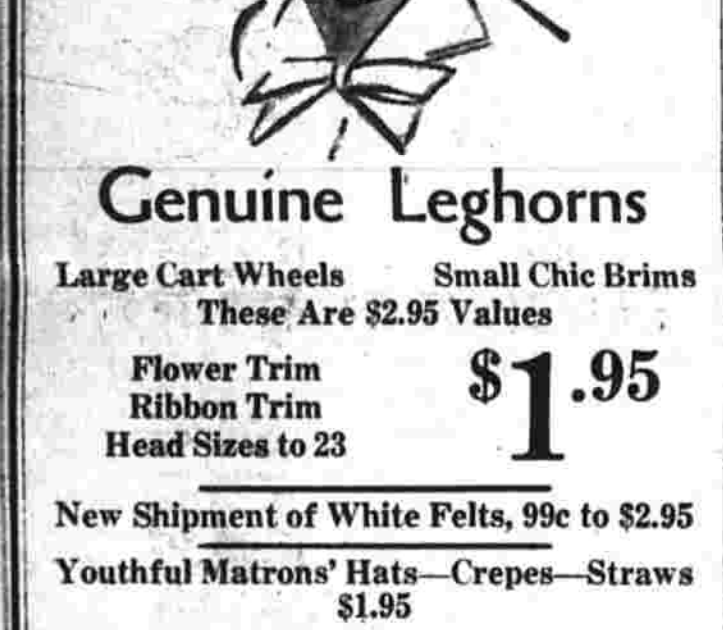 Genuine Leghorns
Large Cart Wheels Small Chic Brims
These Are $2.95 Values
Flower Trim
Ribbon Trim
Head Sizes to 23
$1.95
New Shipment of White Felts, 99c to $2.95
Youthful Matrons' Hats—Crepes—Straws
$1.95